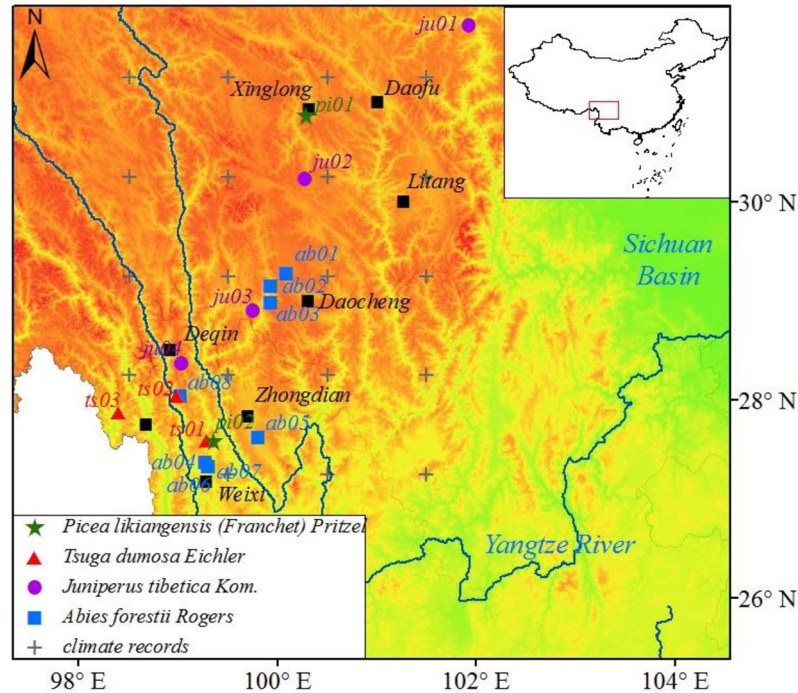 N
ju01
Xinglong
Daofu
pi01
ju02
Litang
30° N
Sichuan
Basin
ab01
ab02
ju03
ab03
Daocheng
Deqin
ju04
ts02
ab08
28° N
ts03
Zhongdian
pi02
ab05
ts01
ab04
ab07
ab06
Weixi
Yangtze River
Picea likiangensis (Franchet) Pritzel
Tsuga dumosa Eichler
Juniperus tibetica Kom.
Abies forestii Rogers
climate records
26° N
98° E
100° E
102° E
104° E